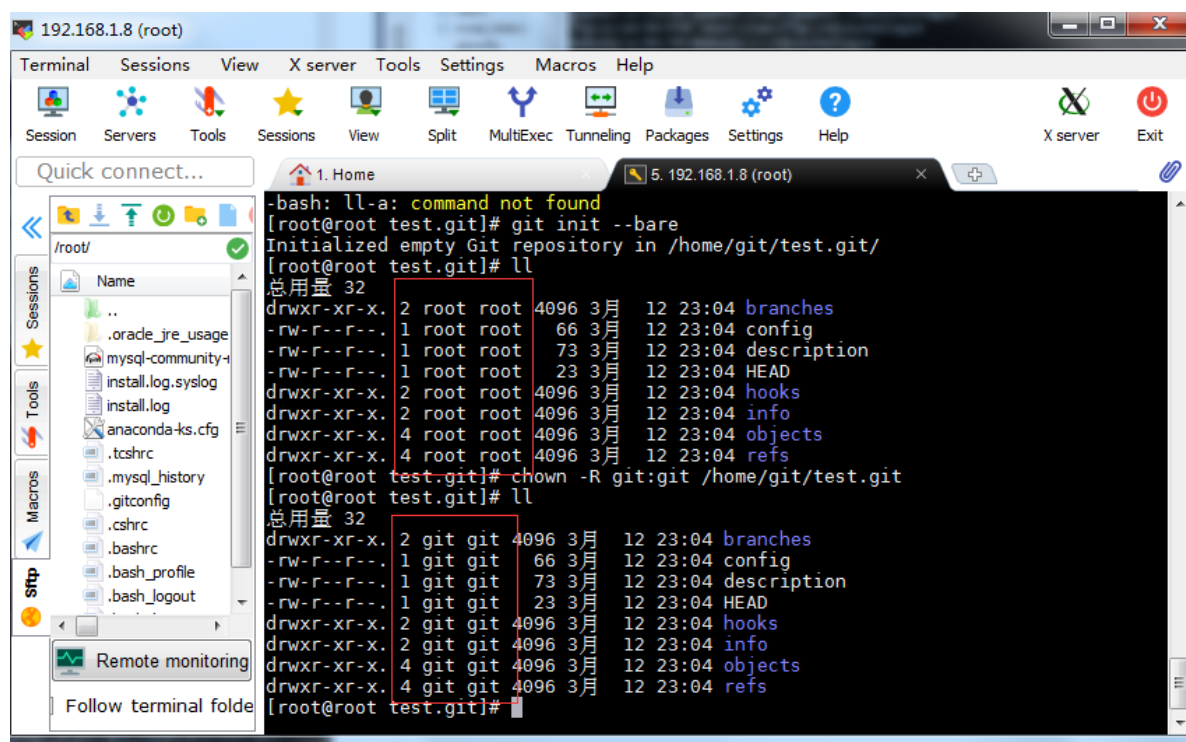 192.168.1.8 (root)
Terminal Sessions View X server Tools Settings Macros Help
Session Servers Tools Sessions View Split MultiExec Tunneling Packages Settings Help X server Exit
Quick connect...
1. Home
5. 192.168.1.8 (root)
/root/
Name
..
.oracle_jre_usage
mysql-community-r
install.log.syslog
install.log
anaconda-ks.cfg
.tcshrc
.mysql_history
.gitconfig
.cshrc
.bashrc
.bash_profile
.bash_logout
Sessions
Tools
Macros
Sftp
Remote monitoring
Follow terminal folde
-bash: ll-a: command not found
[root@root test.git]# git init --bare
Initialized empty Git repository in /home/git/test.git/
[root@root test.git]# ll
总用量 32
drwxr-xr-x. 2 root root 4096 3月 12 23:04 branches
-rw-r--r--. 1 root root 66 3月 12 23:04 config
-rw-r--r--. 1 root root 73 3月 12 23:04 description
-rw-r--r--. 1 root root 23 3月 12 23:04 HEAD
drwxr-xr-x. 2 root root 4096 3月 12 23:04 hooks
drwxr-xr-x. 2 root root 4096 3月 12 23:04 info
drwxr-xr-x. 4 root root 4096 3月 12 23:04 objects
drwxr-xr-x. 4 root root 4096 3月 12 23:04 refs
[root@root test.git]# chown -R git:git /home/git/test.git
[root@root test.git]# ll
总用量 32
drwxr-xr-x. 2 git git 4096 3月 12 23:04 branches
-rw-r--r--. 1 git git 66 3月 12 23:04 config
-rw-r--r--. 1 git git 73 3月 12 23:04 description
-rw-r--r--. 1 git git 23 3月 12 23:04 HEAD
drwxr-xr-x. 2 git git 4096 3月 12 23:04 hooks
drwxr-xr-x. 2 git git 4096 3月 12 23:04 info
drwxr-xr-x. 4 git git 4096 3月 12 23:04 objects
drwxr-xr-x. 4 git git 4096 3月 12 23:04 refs
[root@root test.git]#